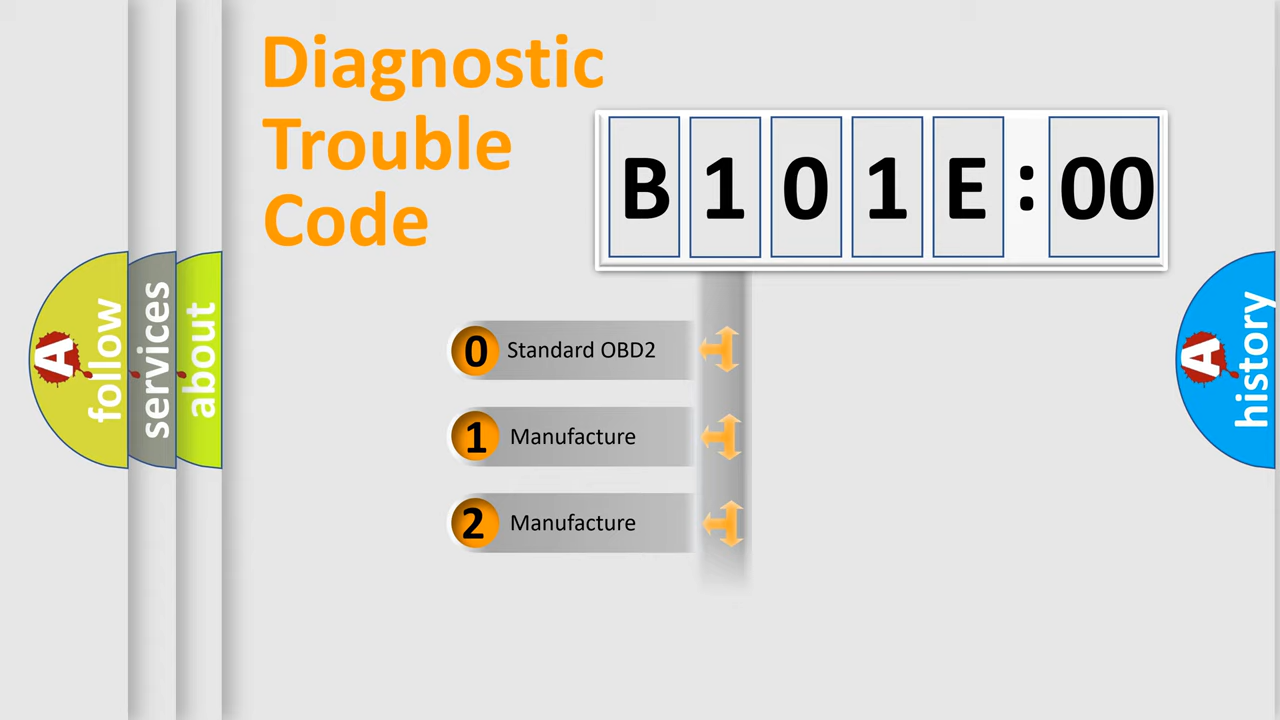 Diagnostic
Trouble
Code
B 1 0 1 E : 00
0 Standard OBD2
1 Manufacture
2 Manufacture
A follow
services
about
A history